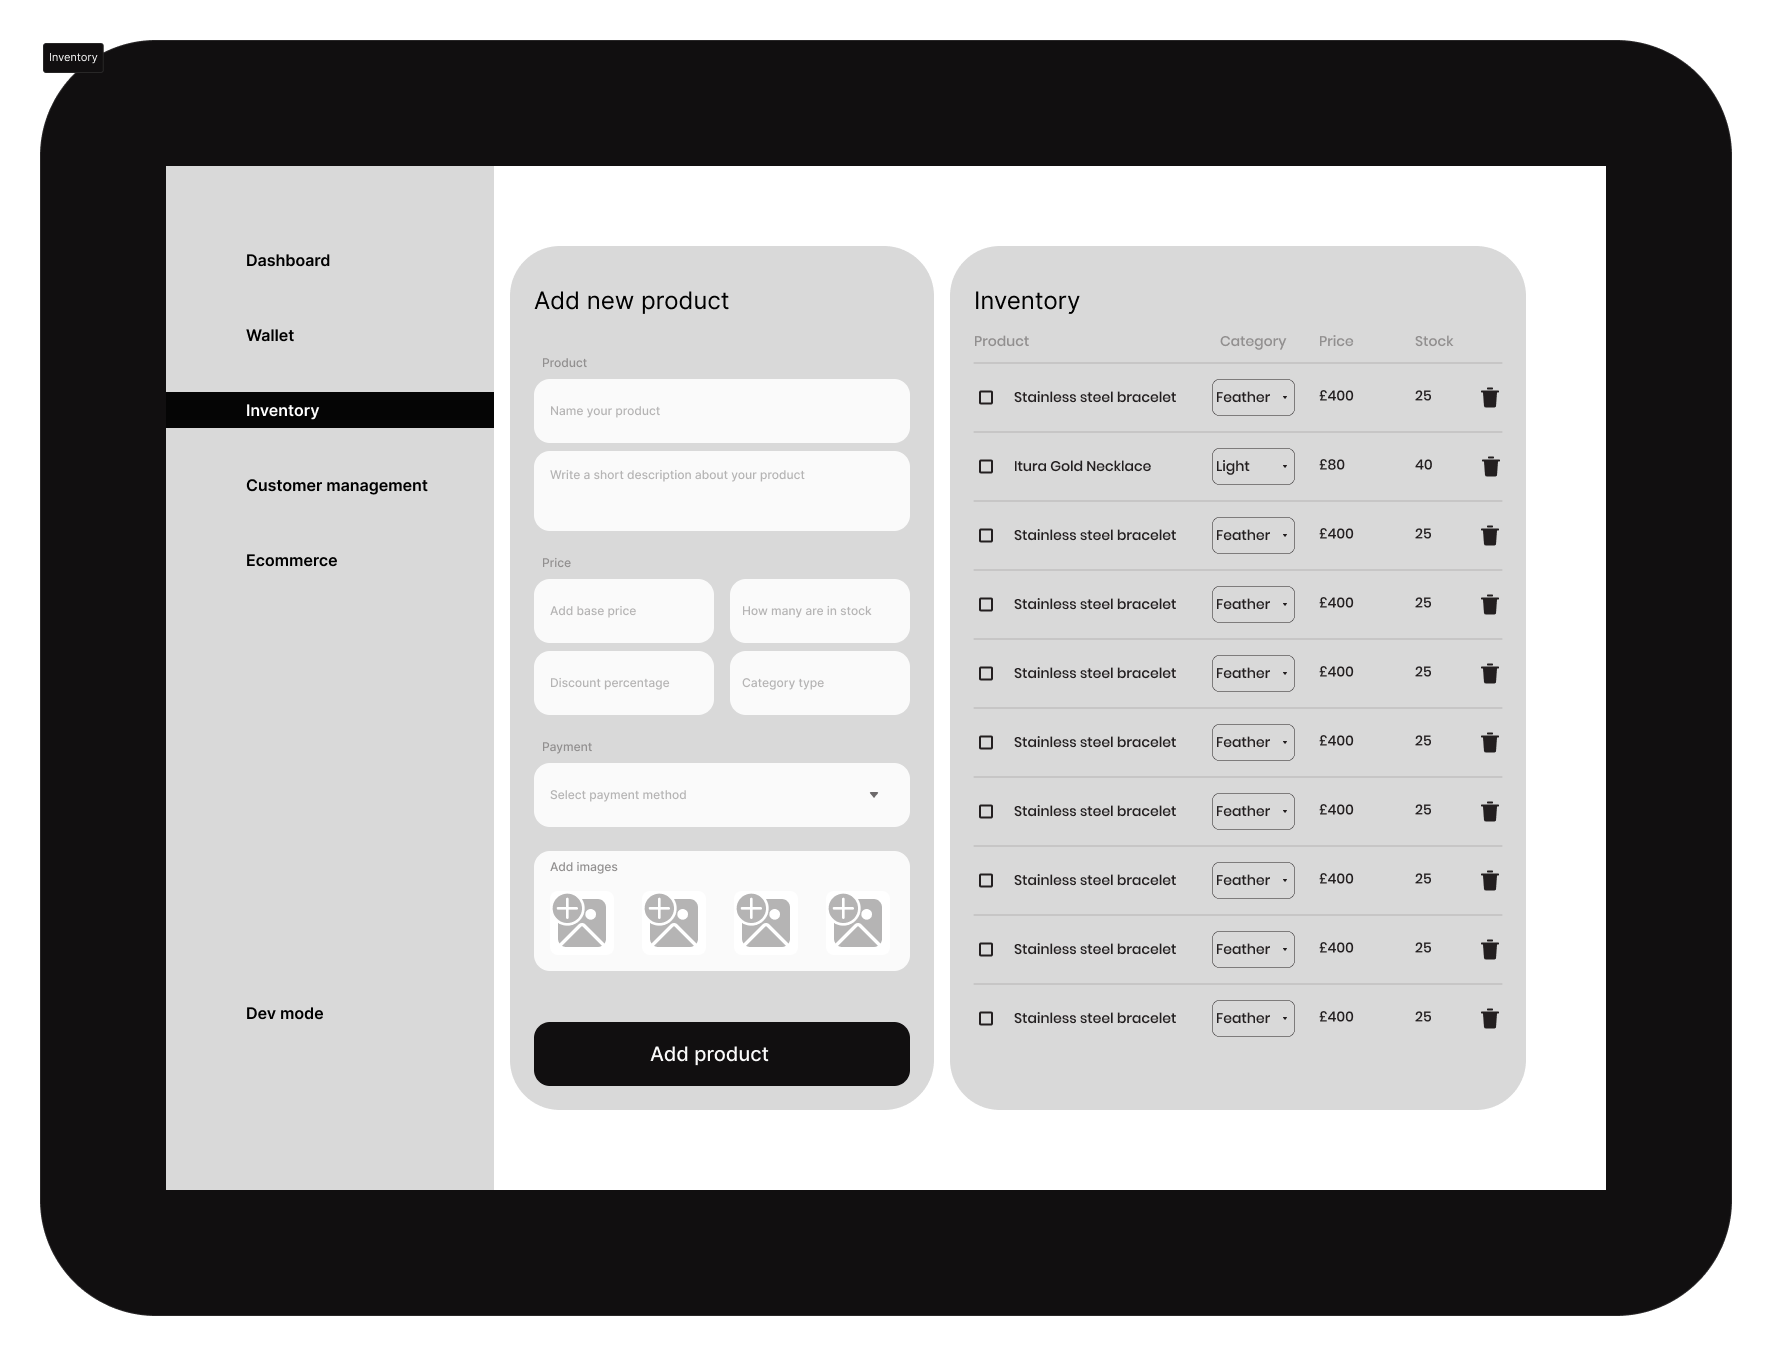 Inventory
Dashboard
Wallet
Inventory
Customer management
Ecommerce
Dev mode
Add new product
Product
Name your product
Write a short description about your product
Price
Add base price How many are in stock
Discount percentage Category type
Payment
Select payment method
Add images
Add product
Inventory
Product Category Price Stock
Stainless steel bracelet Feather £400 25
Itura Gold Necklace Light £80 40
Stainless steel bracelet Feather £400 25
Stainless steel bracelet Feather £400 25
Stainless steel bracelet Feather £400 25
Stainless steel bracelet Feather £400 25
Stainless steel bracelet Feather £400 25
Stainless steel bracelet Feather £400 25
Stainless steel bracelet Feather £400 25
Stainless steel bracelet Feather £400 25